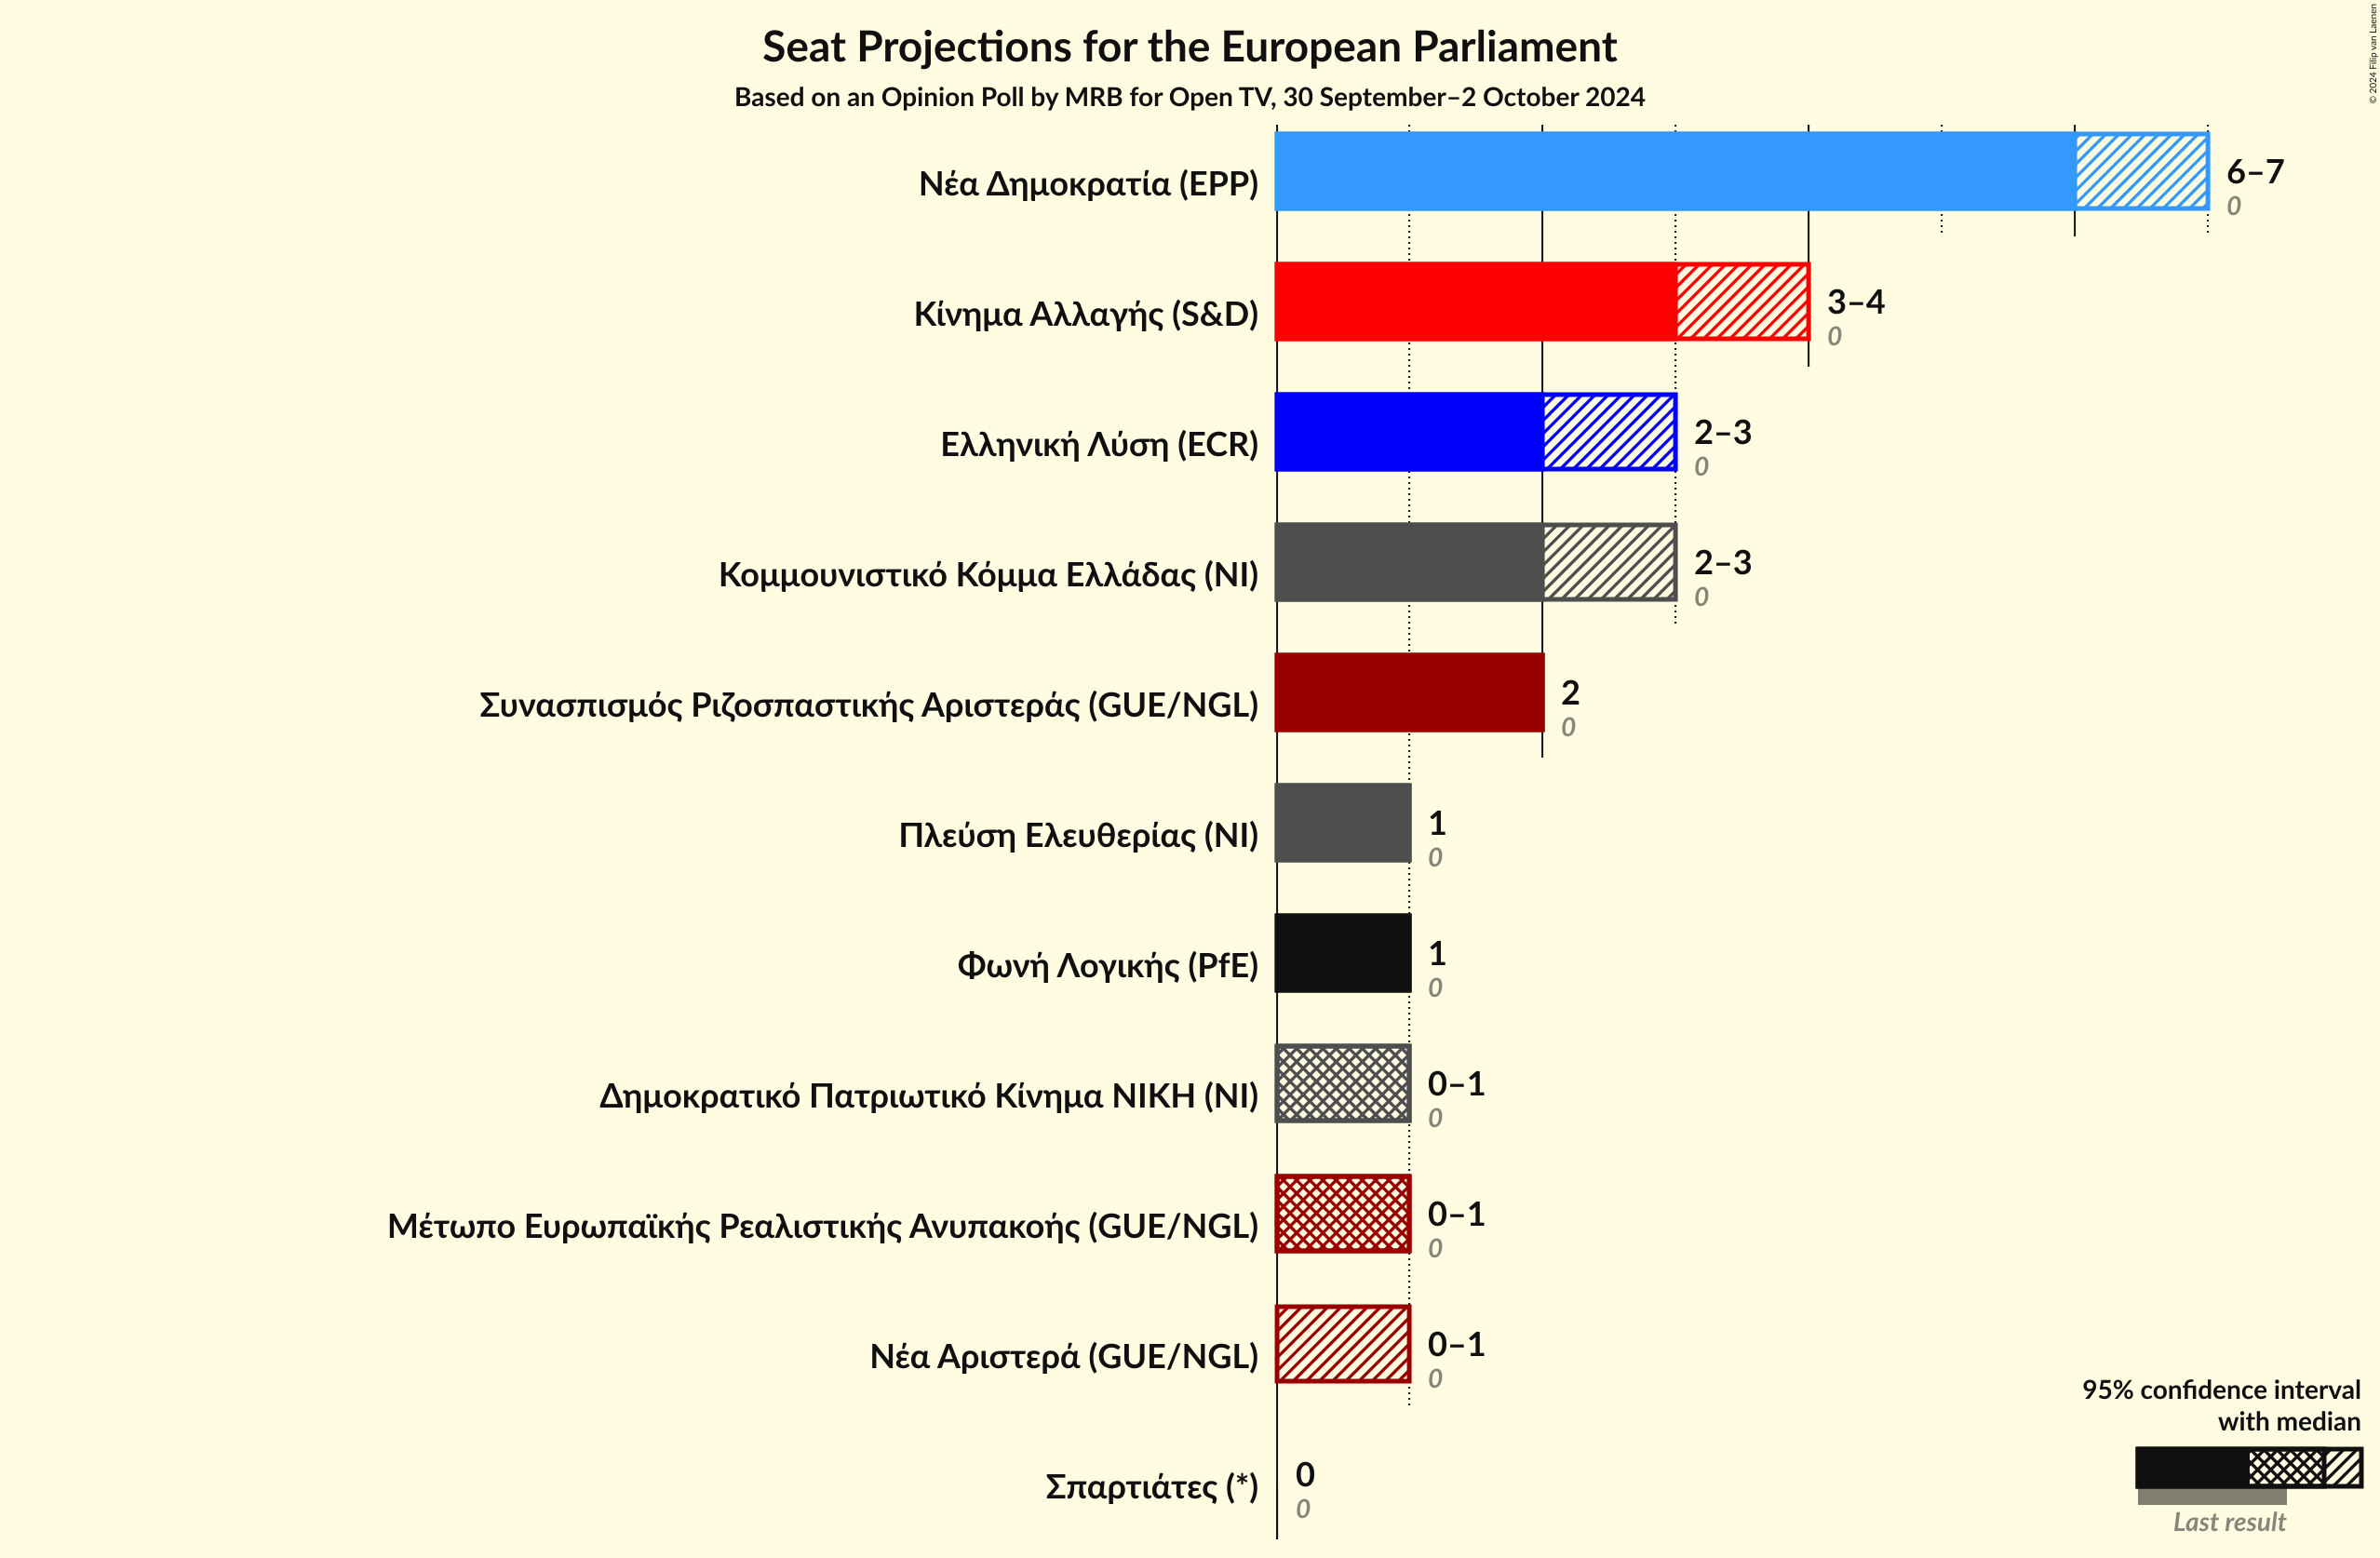 Seat Projections for the European Parliament
Based on an Opinion Poll by MRB for Open TV, 30 September–2 October 2024
© 2024 Filip van Laenen
Νέα Δημοκρατία (EPP)
6–7
0
Κίνημα Αλλαγής (S&D)
3–4
0
Ελληνική Λύση (ECR)
2–3
0
Κομμουνιστικό Κόμμα Ελλάδας (NI)
2–3
0
Συνασπισμός Ριζοσπαστικής Αριστεράς (GUE/NGL)
2
0
Πλεύση Ελευθερίας (NI)
1
0
Φωνή Λογικής (PfE)
1
0
Δημοκρατικό Πατριωτικό Κίνημα ΝΙΚΗ (NI)
0–1
0
Μέτωπο Ευρωπαϊκής Ρεαλιστικής Ανυπακοής (GUE/NGL)
0–1
0
Νέα Αριστερά (GUE/NGL)
0–1
0
Σπαρτιάτες (*)
0
0
95% confidence interval
with median
Last result